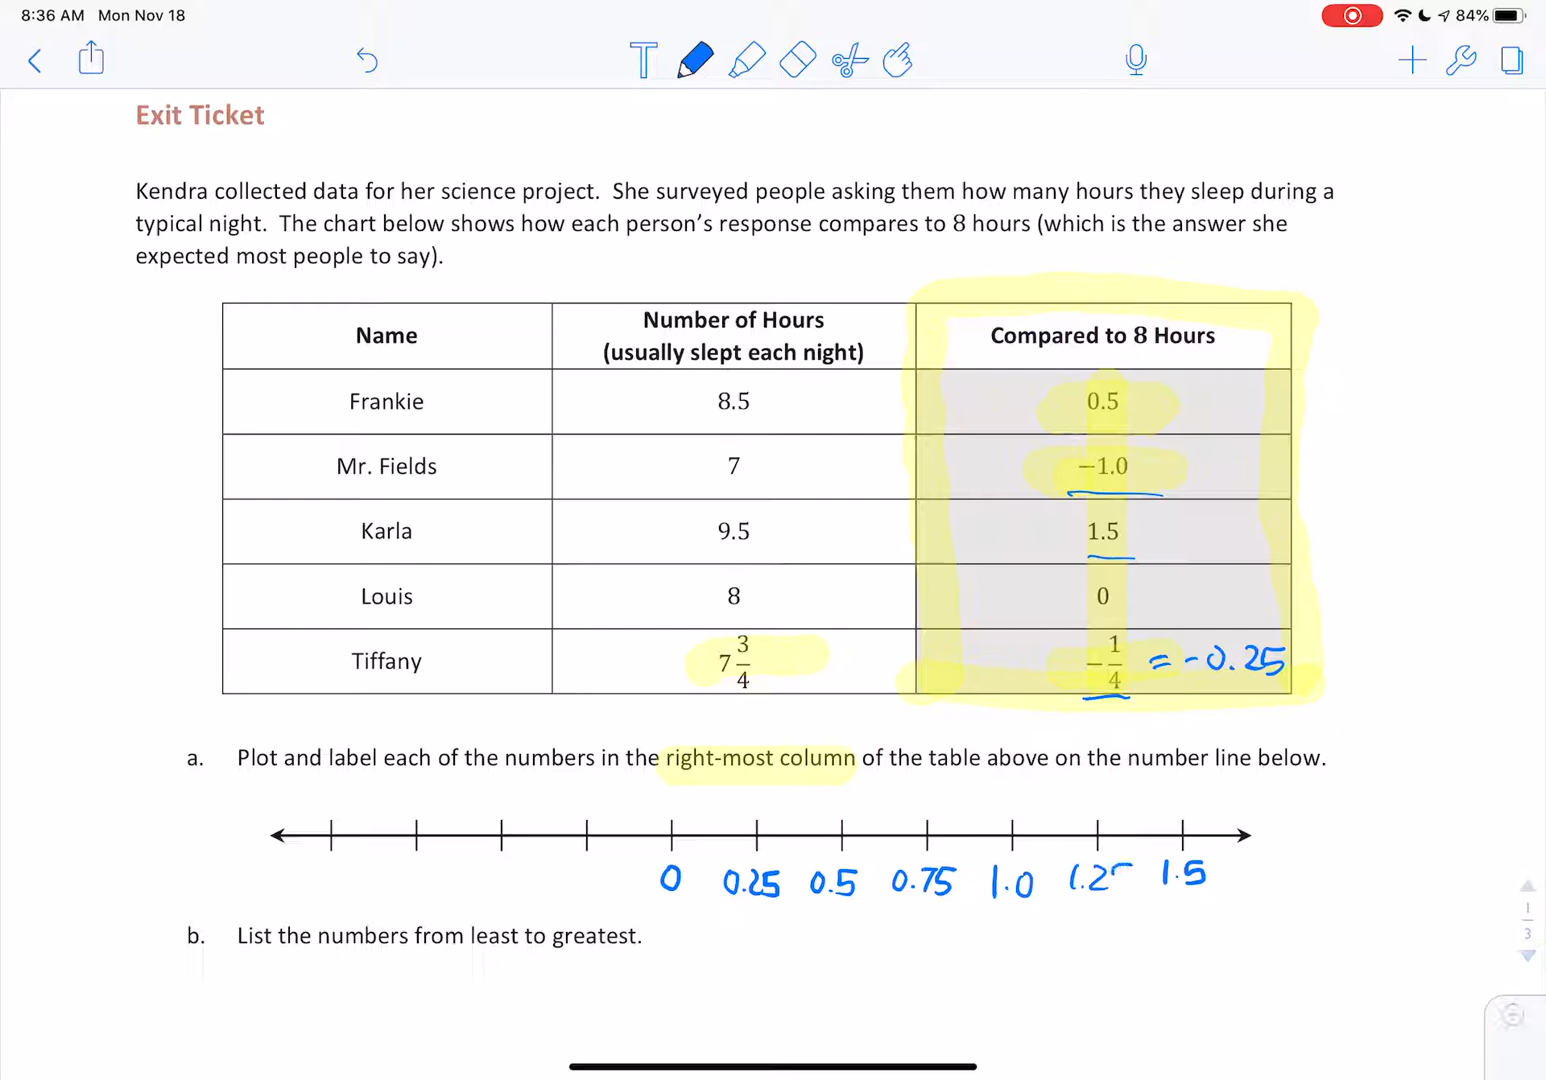 8:36 AM Mon Nov 18
84%
T
Exit Ticket
Kendra collected data for her science project. She surveyed people asking them how many hours they sleep during a
typical night. The chart below shows how each person’s response compares to 8 hours (which is the answer she
expected most people to say).
Name
Number of Hours
(usually slept each night)
Compared to 8 Hours
Frankie 8.5 0.5
Mr. Fields 7 −1.0
Karla 9.5 1.5
Louis 8 0
Tiffany 7 3/4 −1/4 = -0.25
a. Plot and label each of the numbers in the right-most column of the table above on the number line below.
0 0.25 0.5 0.75 1.0 1.25 1.5
b. List the numbers from least to greatest.
1
3